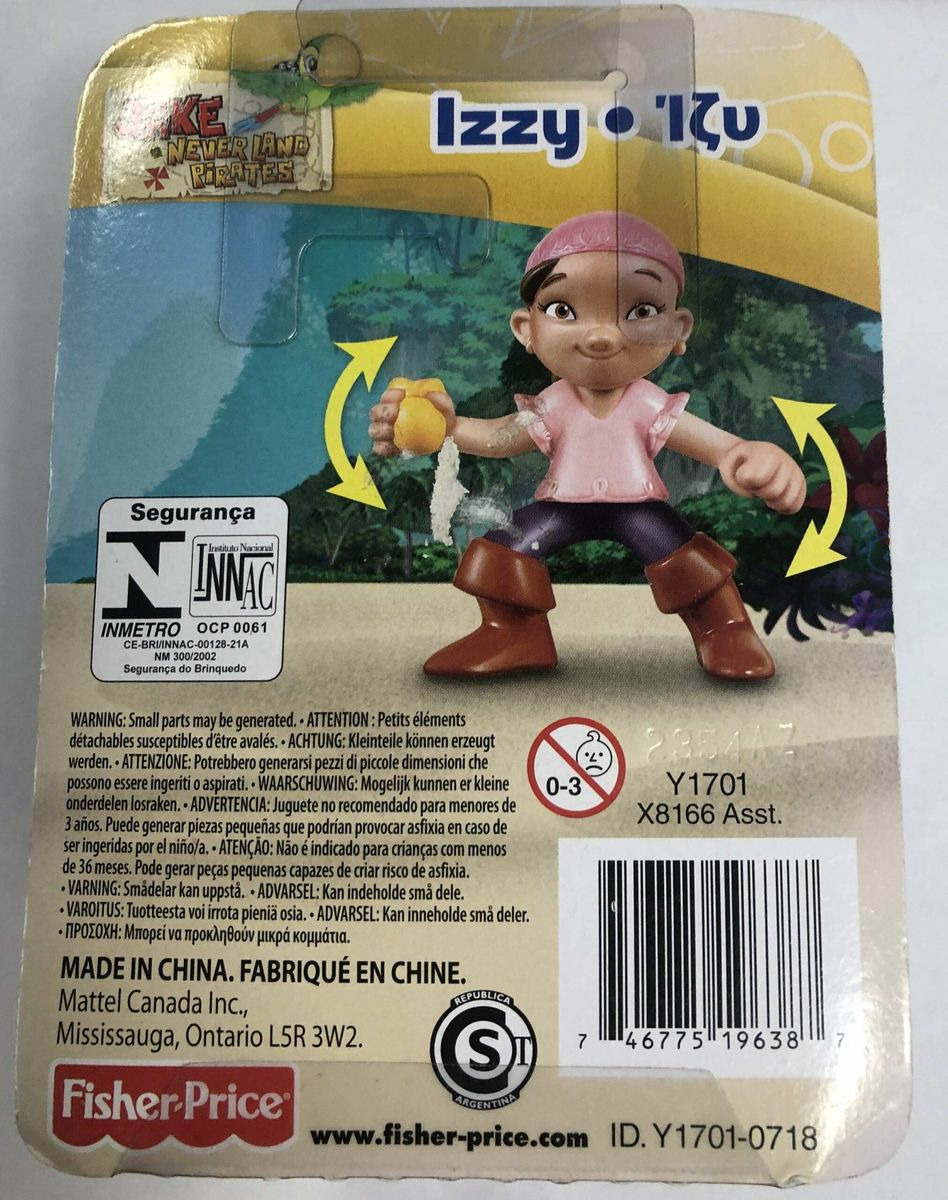 JAKE
NEVER LAND
PIRATES
Izzy • Ίζυ
Segurança
N
Instituto Nacional
INNAC
INMETRO OCP 0061
CE-BRI/INNAC-00128-21A
NM 300/2002
Segurança do Brinquedo
WARNING: Small parts may be generated. • ATTENTION : Petits éléments
détachables susceptibles d'être avalés. • ACHTUNG: Kleinteile können erzeugt
werden. • ATTENZIONE: Potrebbero generarsi pezzi di piccole dimensioni che
possono essere ingeriti o aspirati. • WAARSCHUWING: Mogelijk kunnen er kleine
onderdelen losraken. • ADVERTENCIA: Juguete no recomendado para menores de
3 años. Puede generar piezas pequeñas que podrían provocar asfixia en caso de
ser ingeridas por el niño/a. • ATENÇÃO: Não é indicado para crianças com menos
de 36 meses. Pode gerar peças pequenas capazes de criar risco de asfixia.
• VARNING: Smådelar kan uppstå. • ADVARSEL: Kan indeholde små dele.
• VAROITUS: Tuotteesta voi irrota pieniä osia. • ADVARSEL: Kan inneholde små deler.
• ΠΡΟΣΟΧΗ: Μπορεί να προκληθούν μικρά κομμάτια.
0-3
Y1701
X8166 Asst.
MADE IN CHINA. FABRIQUÉ EN CHINE.
Mattel Canada Inc.,
Mississauga, Ontario L5R 3W2.
REPUBLICA
CST
ARGENTINA
7 46775 19638 7
Fisher-Price®
www.fisher-price.com ID. Y1701-0718